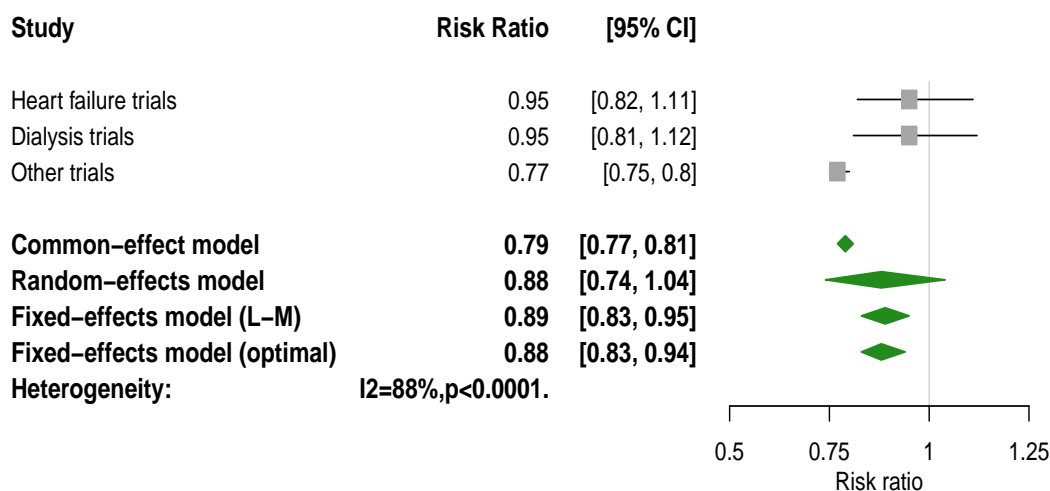 Study Risk Ratio [95% CI]
Heart failure trials 0.95 [0.82, 1.11]
Dialysis trials 0.95 [0.81, 1.12]
Other trials 0.77 [0.75, 0.8]
Common−effect model 0.79 [0.77, 0.81]
Random−effects model 0.88 [0.74, 1.04]
Fixed−effects model (L−M) 0.89 [0.83, 0.95]
Fixed−effects model (optimal) 0.88 [0.83, 0.94]
Heterogeneity: I2=88%,p<0.0001.
0.5 0.75 1 1.25
Risk ratio